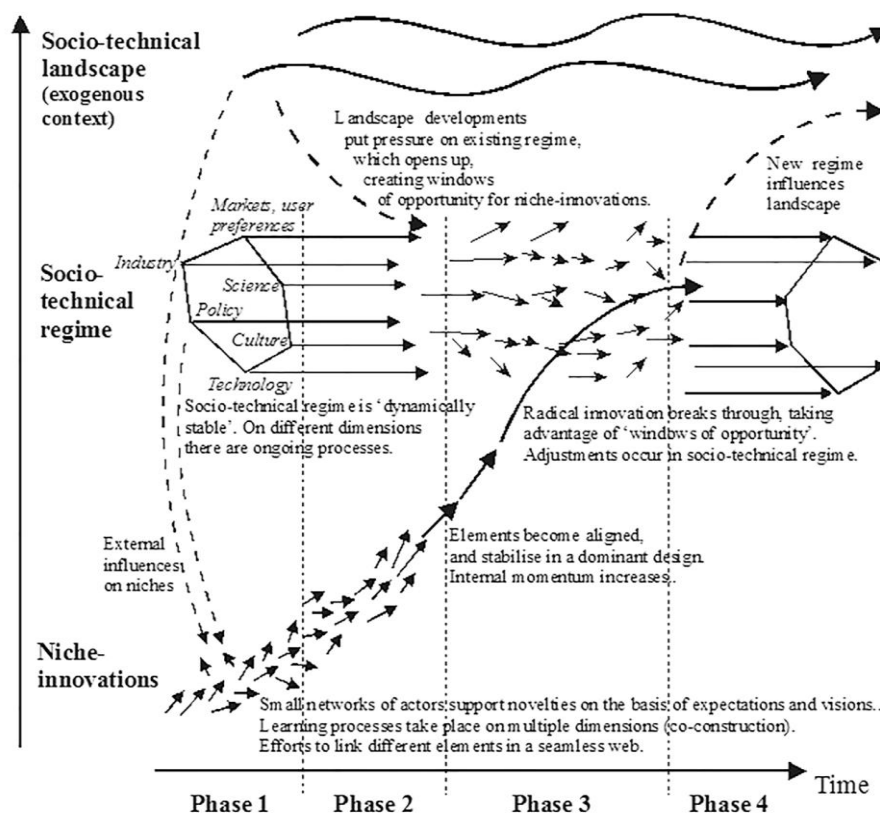 Socio-technical
landscape
(exogenous
context)
Landscape developments
put pressure on existing regime,
which opens up,
creating windows
of opportunity for niche-innovations.
New regime
influences
landscape
Markets, user
preferences
Industry
Science
Policy
Culture
Technology
Socio-
technical
regime
Socio-technical regime is ‘dynamically
stable’. On different dimensions
there are ongoing processes.
Radical innovation breaks through, taking
advantage of ‘windows of opportunity’.
Adjustments occur in socio-technical regime.
Elements become aligned,
and stabilise in a dominant design.
Internal momentum increases..
External
influences
on niches
Niche-
innovations
Small networks of actors support novelties on the basis of expectations and visions..
Learning processes take place on multiple dimensions (co-construction).
Efforts to link different elements in a seamless web.
Time
Phase 1
Phase 2
Phase 3
Phase 4